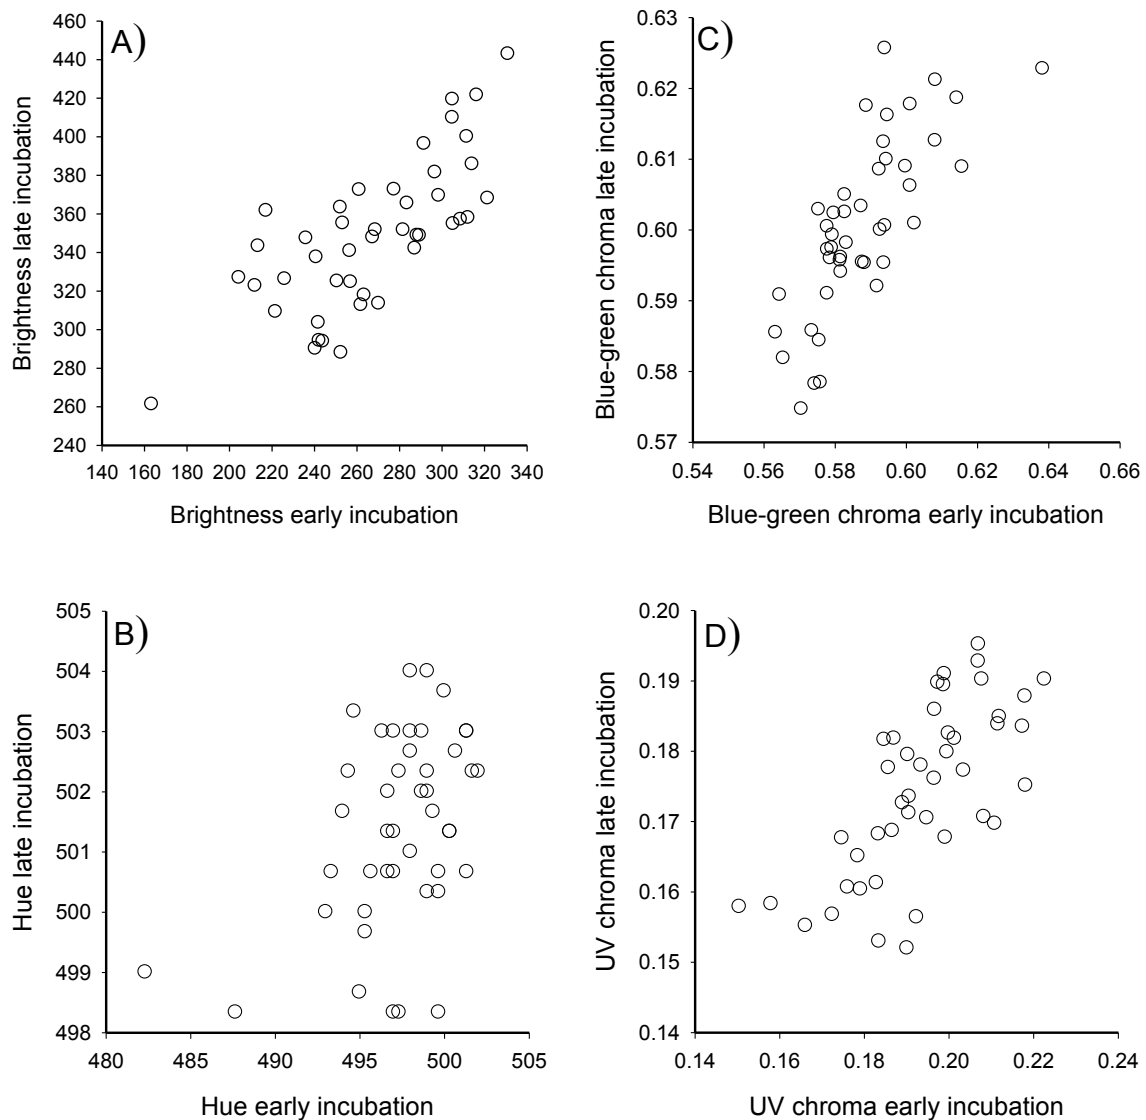 A)
460
440
420
400
380
360
340
320
300
280
260
240
Brightness late incubation
140 160 180 200 220 240 260 280 300 320 340
Brightness early incubation
C)
0.63
0.62
0.61
0.60
0.59
0.58
0.57
Blue-green chroma late incubation
0.54 0.56 0.58 0.60 0.62 0.64 0.66
Blue-green chroma early incubation
B)
505
504
503
502
501
500
499
498
Hue late incubation
480 485 490 495 500 505
Hue early incubation
D)
0.20
0.19
0.18
0.17
0.16
0.15
0.14
UV chroma late incubation
0.14 0.16 0.18 0.20 0.22 0.24
UV chroma early incubation